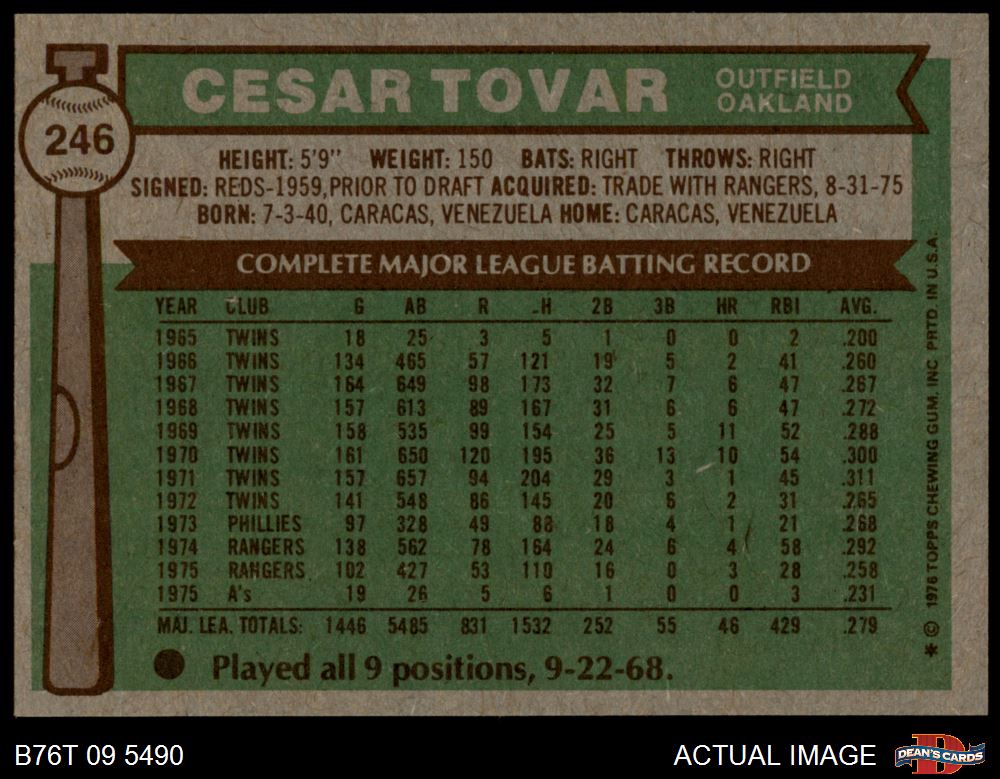 246
CESAR TOVAR OUTFIELD
OAKLAND
HEIGHT: 5'9" WEIGHT: 150 BATS: RIGHT THROWS: RIGHT
SIGNED: REDS-1959, PRIOR TO DRAFT ACQUIRED: TRADE WITH RANGERS, 8-31-75
BORN: 7-3-40, CARACAS, VENEZUELA HOME: CARACAS, VENEZUELA
COMPLETE MAJOR LEAGUE BATTING RECORD
YEAR CLUB G AB R H 2B 3B HR RBI AVG.
1965 TWINS 18 25 3 5 1 0 0 2 .200
1966 TWINS 134 465 57 121 19 5 2 41 .260
1967 TWINS 164 649 98 173 32 7 6 47 .267
1968 TWINS 157 613 89 167 31 6 6 47 .272
1969 TWINS 158 535 99 154 25 5 11 52 .288
1970 TWINS 161 650 120 195 36 13 10 54 .300
1971 TWINS 157 657 94 204 29 3 1 45 .311
1972 TWINS 141 548 86 145 20 6 2 31 .265
1973 PHILLIES 97 328 49 88 18 4 1 21 .268
1974 RANGERS 138 562 78 164 24 6 4 58 .292
1975 RANGERS 102 427 53 110 16 0 3 28 .258
1975 A's 19 26 5 6 1 0 0 3 .231
MAJ. LEA. TOTALS: 1446 5485 831 1532 252 55 46 429 .279
Played all 9 positions, 9-22-68.
* © 1976 TOPPS CHEWING GUM. INC PRTD. IN U.S.A.
B76T 09 5490 ACTUAL IMAGE DEAN'S CARDS